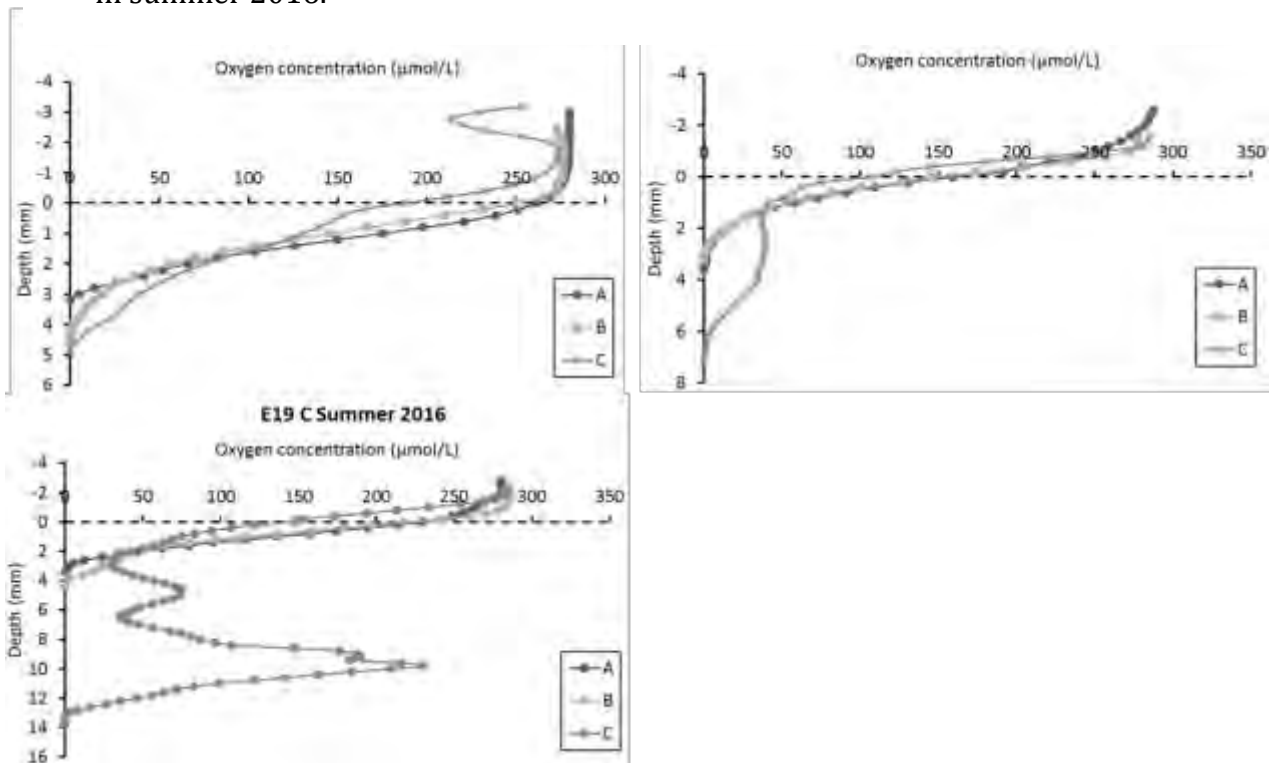 in summer 2016.
Oxygen concentration (μmol/L)
-4
-3
-2
-1
0
1
2
3
4
5
6
0 50 100 150 200 250 300
Depth (mm)
A
B
C
Oxygen concentration (μmol/L)
-4
-2
0
2
4
6
8
0 50 100 150 200 250 300 350
Depth (mm)
A
B
C
E19 C Summer 2016
Oxygen concentration (μmol/L)
-4
-2
0
2
4
6
8
10
12
14
16
0 50 100 150 200 250 300 350
Depth (mm)
A
B
C